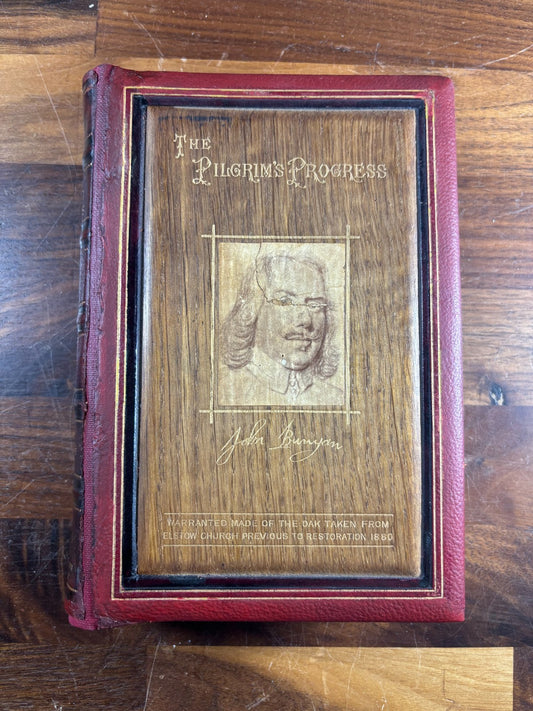 THE
PILGRIM'S PROGRESS
John Bunyan
WARRANTED MADE OF THE OAK TAKEN FROM
ELSTOW CHURCH PREVIOUS TO RESTORATION 1880